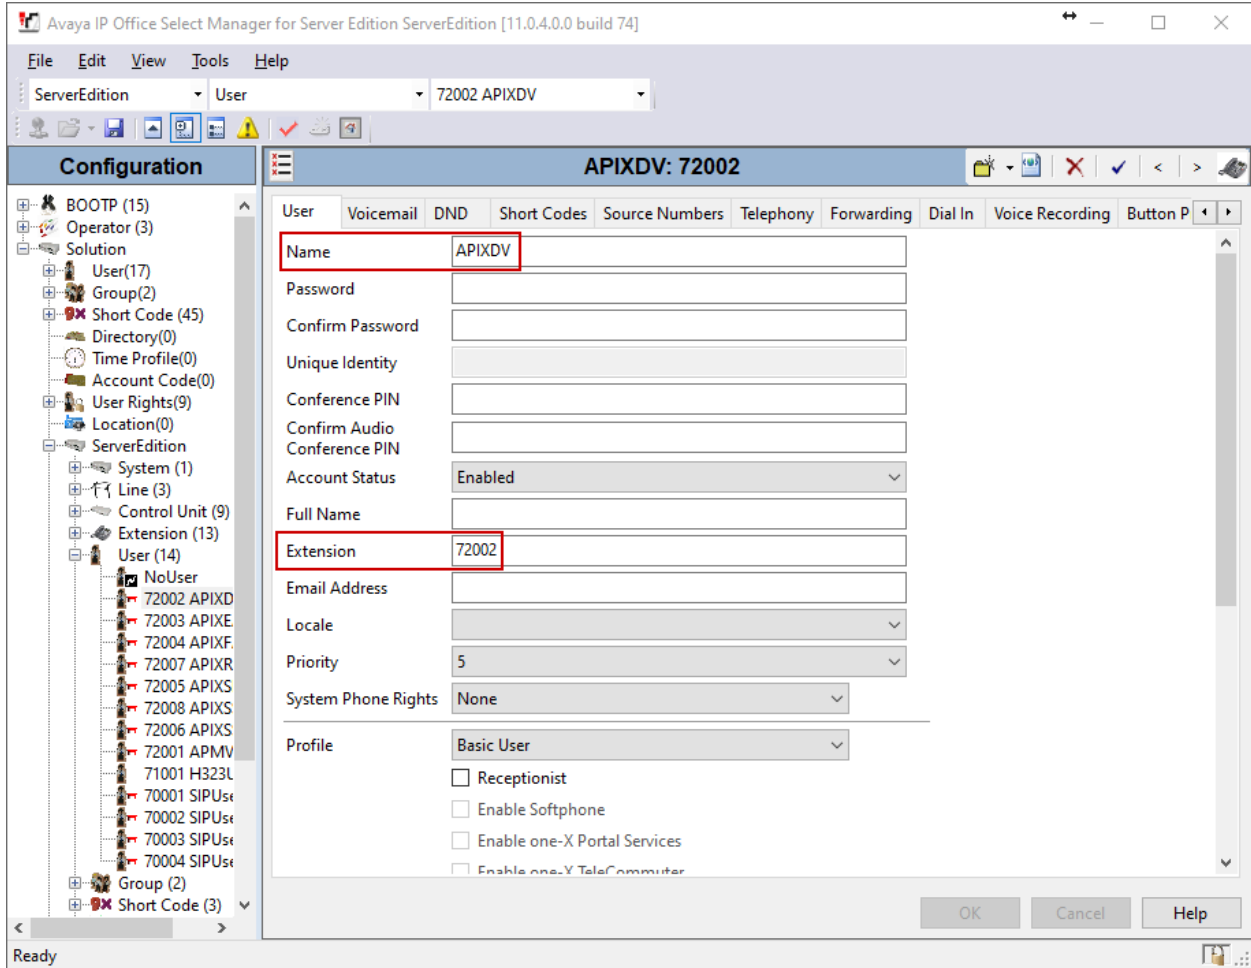 Avaya IP Office Select Manager for Server Edition ServerEdition [11.0.4.0.0 build 74]
File Edit View Tools Help
ServerEdition User 72002 APIXDV
Configuration
APIXDV: 72002
BOOTP (15)
Operator (3)
Solution
User(17)
Group(2)
Short Code (45)
Directory(0)
Time Profile(0)
Account Code(0)
User Rights(9)
Location(0)
ServerEdition
System (1)
Line (3)
Control Unit (9)
Extension (13)
User (14)
NoUser
72002 APIXD
72003 APIXE
72004 APIXF
72007 APIXR
72005 APIXS
72008 APIXS
72006 APIXS
72001 APMV
71001 H323U
70001 SIPUse
70002 SIPUse
70003 SIPUse
70004 SIPUse
Group (2)
Short Code (3)
User Voicemail DND Short Codes Source Numbers Telephony Forwarding Dial In Voice Recording Button P
Name APIXDV
Password
Confirm Password
Unique Identity
Conference PIN
Confirm Audio
Conference PIN
Account Status Enabled
Full Name
Extension 72002
Email Address
Locale
Priority 5
System Phone Rights None
Profile Basic User
Receptionist
Enable Softphone
Enable one-X Portal Services
Enable one-X TeleCommuter
OK Cancel Help
Ready